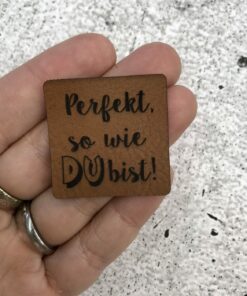 Perfekt,
so wie
DU bist!